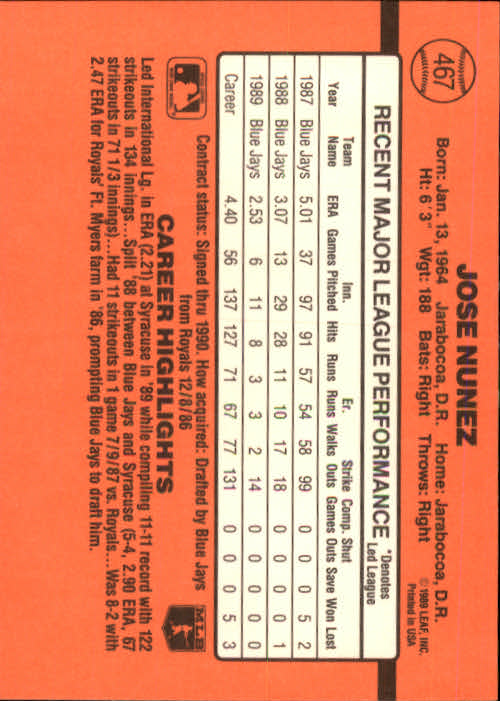 467
JOSE NUNEZ
Born: Jan. 13, 1964 Jarabocoa, D.R. Home: Jarabocoa, D.R.
Ht: 6' 3" Wgt: 188 Bats: Right Throws: Right
© 1989 LEAF, INC.
Printed in USA
RECENT MAJOR LEAGUE PERFORMANCE
*Denotes
Led League
Team Inn. Er. Strike Comp. Shut
Year Name ERA Games Pitched Hits Runs Runs Walks Outs Games Outs Save Won Lost
1987 Blue Jays 5.01 37 97 91 57 54 58 99 0 0 0 5 2
1988 Blue Jays 3.07 13 29 28 11 10 17 18 0 0 0 0 1
1989 Blue Jays 2.53 6 11 8 3 3 2 14 0 0 0 0 0
Career 4.40 56 137 127 71 67 77 131 0 0 0 5 3
Contract status: Signed thru 1990. How acquired: Drafted by Blue Jays
from Royals 12/8/86
MLB
CAREER HIGHLIGHTS
Led International Lg. in ERA (2.21) at Syracuse in '89 while compiling 11-11 record with 122
strikeouts in 134 innings...Split '88 between Blue Jays and Syracuse (5-4, 2.90 ERA, 67
strikeouts in 71 1/3 innings)...Had 11 strikeouts in 1 game 7/9/87 vs. Royals...Was 8-2 with
2.47 ERA for Royals' Ft. Myers farm in '86, prompting Blue Jays to draft him.